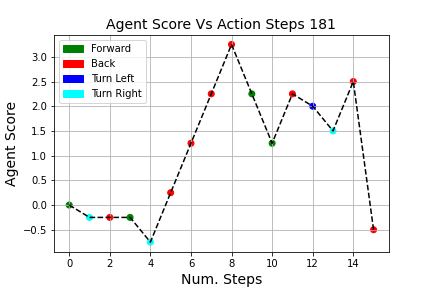 Agent Score Vs Action Steps 181
Forward
Back
Turn Left
Turn Right
Agent Score
3.0
2.5
2.0
1.5
1.0
0.5
0.0
−0.5
0 2 4 6 8 10 12 14
Num. Steps